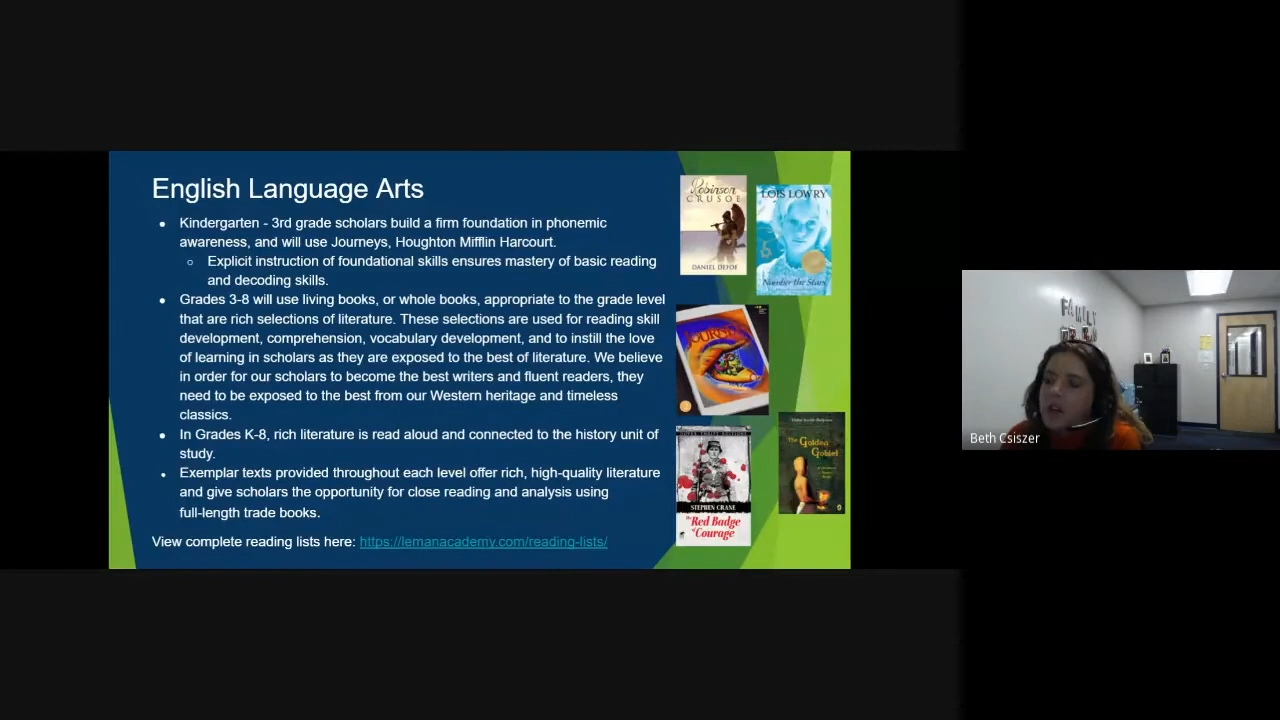 English Language Arts
● Kindergarten - 3rd grade scholars build a firm foundation in phonemic
awareness, and will use Journeys, Houghton Mifflin Harcourt.
○ Explicit instruction of foundational skills ensures mastery of basic reading
and decoding skills.
● Grades 3-8 will use living books, or whole books, appropriate to the grade level
that are rich selections of literature. These selections are used for reading skill
development, comprehension, vocabulary development, and to instill the love
of learning in scholars as they are exposed to the best of literature. We believe
in order for our scholars to become the best writers and fluent readers, they
need to be exposed to the best from our Western heritage and timeless
classics.
● In Grades K-8, rich literature is read aloud and connected to the history unit of
study.
● Exemplar texts provided throughout each level offer rich, high-quality literature
and give scholars the opportunity for close reading and analysis using
full-length trade books.
View complete reading lists here: https://lemanacademy.com/reading-lists/
Robinson
CRUSOE
DANIEL DEFOE
LOIS LOWRY
Number the Stars
The
Golden
Goblet
STEPHEN CRANE
The Red Badge
of Courage
FAMILY
Beth Csiszer